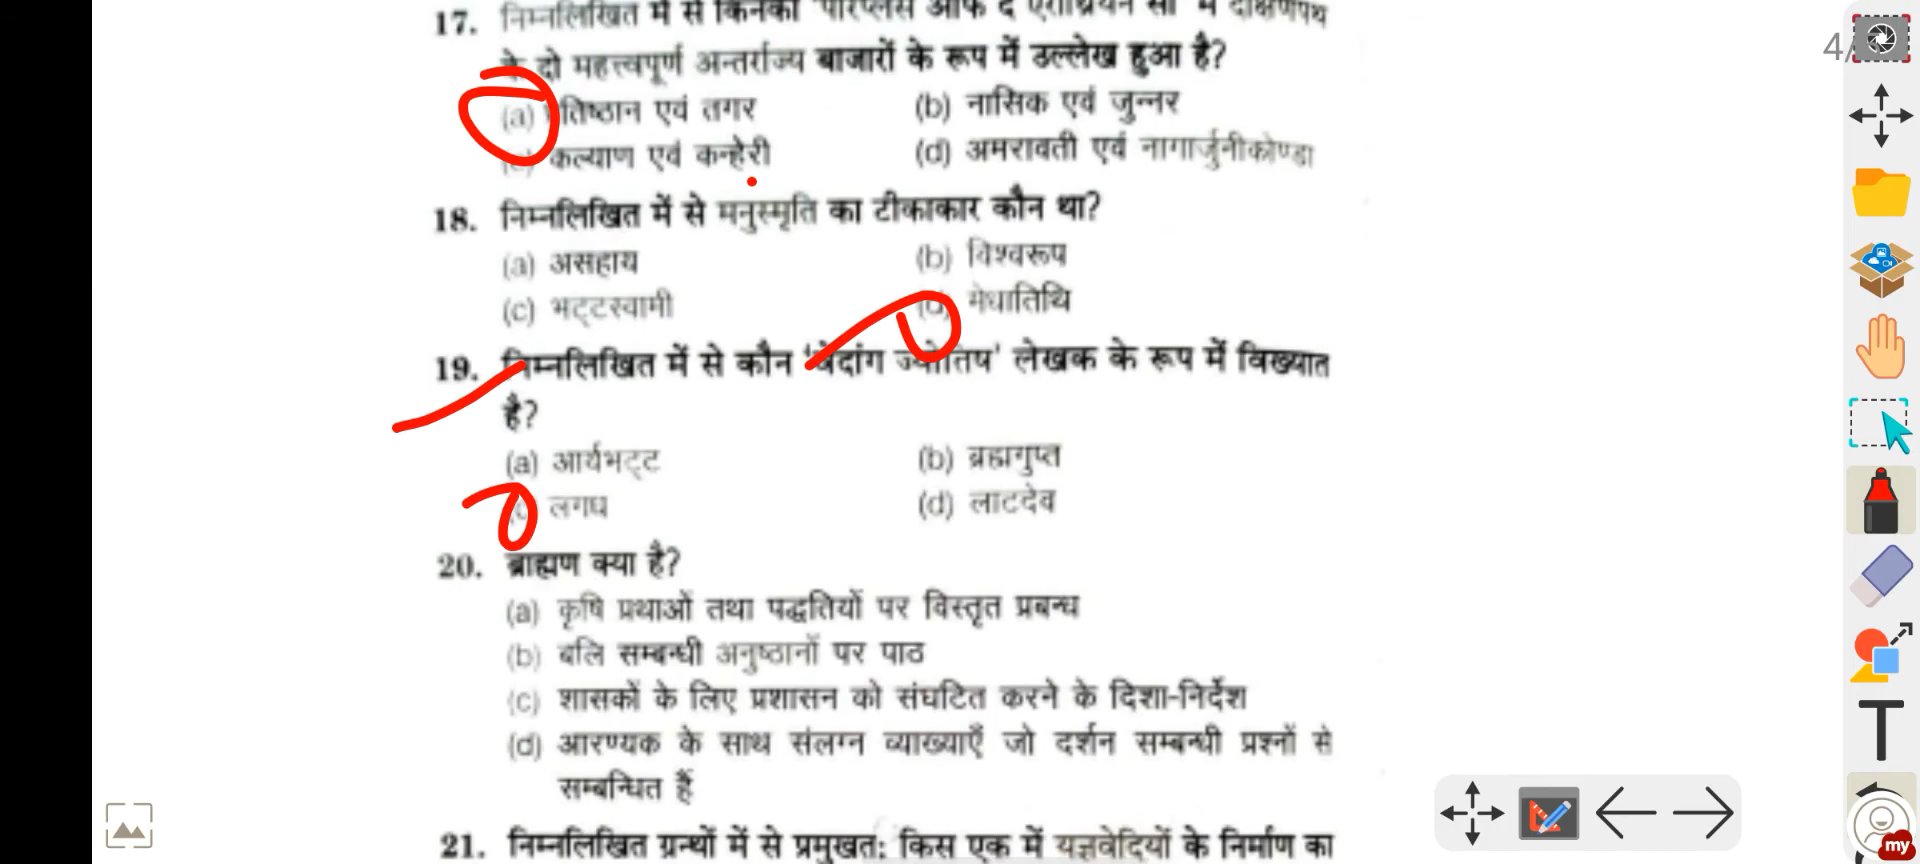 17. निम्नलिखित में से किनका 'पेरिप्लस ऑफ द एरीथ्रियन सी' में दक्षिणपथ
के दो महत्त्वपूर्ण अन्तर्राज्य बाजारों के रूप में उल्लेख हुआ है?
(a) तिष्ठान एवं तगर (b) नासिक एवं जुन्नर
कल्याण एवं कन्हेरी (d) अमरावती एवं नागार्जुनीकोण्डा
18. निम्नलिखित में से मनुस्मृति का टीकाकार कौन था?
(a) असहाय (b) विश्वरूप
(c) भट्टस्वामी (d) मेधातिथि
19. निम्नलिखित में से कौन 'वेदांग ज्योतिष' लेखक के रूप में विख्यात
है?
(a) आर्यभट्ट (b) ब्रह्मगुप्त
लगध (d) लाटदेव
20. ब्राह्मण क्या है?
(a) कृषि प्रथाओं तथा पद्धतियों पर विस्तृत प्रबन्ध
(b) बलि सम्बन्धी अनुष्ठानों पर पाठ
(c) शासकों के लिए प्रशासन को संघटित करने के दिशा-निर्देश
(d) आरण्यक के साथ संलग्न व्याख्याएँ जो दर्शन सम्बन्धी प्रश्नों से
सम्बन्धित हैं
21. निम्नलिखित ग्रन्थों में से प्रमुखत: किस एक में यज्ञवेदियों के निर्माण का
4/
T
my